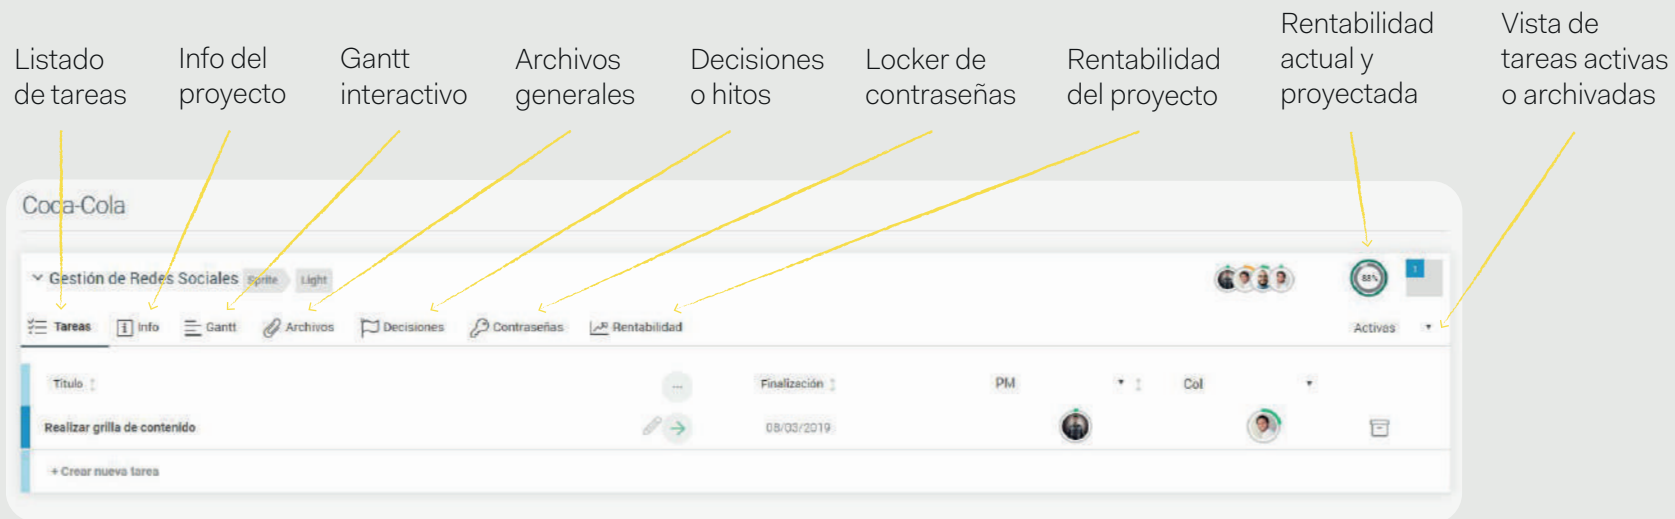 Listado
de tareas
Info del
proyecto
Gantt
interactivo
Archivos
generales
Decisiones
o hitos
Locker de
contraseñas
Rentabilidad
del proyecto
Rentabilidad
actual y
proyectada
Vista de
tareas activas
o archivadas
Coca-Cola
Gestión de Redes Sociales Sprite Light
88% 1
Tareas Info Gantt Archivos Decisiones Contraseñas Rentabilidad Activas
Título ... Finalización PM Col
Realizar grilla de contenido 08/03/2019
+ Crear nueva tarea